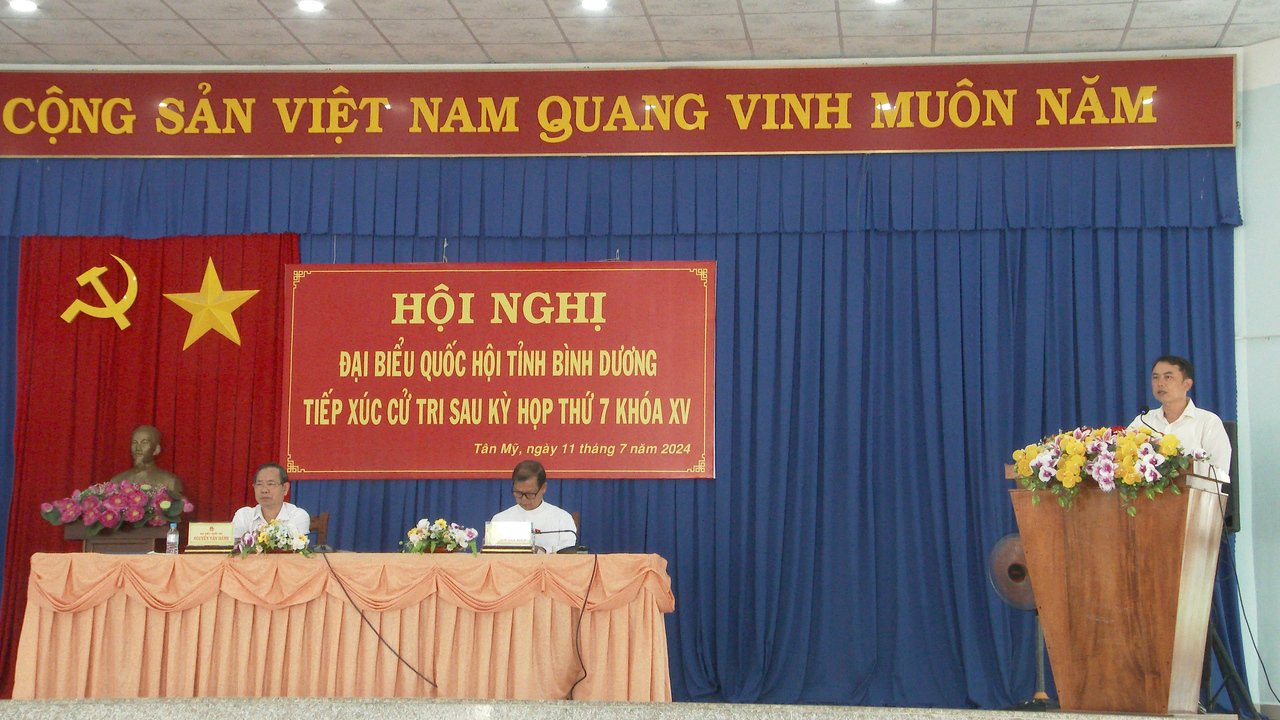 CỘNG SẢN VIỆT NAM QUANG VINH MUÔN NĂM
HỘI NGHỊ
ĐẠI BIỂU QUỐC HỘI TỈNH BÌNH DƯƠNG
TIẾP XÚC CỬ TRI SAU KỲ HỌP THỨ 7 KHÓA XV
Tân Mỹ, ngày 11 tháng 7 năm 2024